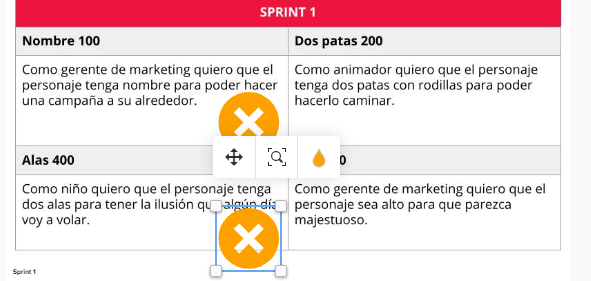 SPRINT 1
Nombre 100
Dos patas 200
Como gerente de marketing quiero que el
personaje tenga nombre para poder hacer
una campaña a su alrededor.
Como animador quiero que el personaje
tenga dos patas con rodillas para poder
hacerlo caminar.
Alas 400
0
Como niño quiero que el personaje tenga
dos alas para tener la ilusión que algún día
voy a volar.
Como gerente de marketing quiero que el
personaje sea alto para que parezca
majestuoso.
Sprint 1